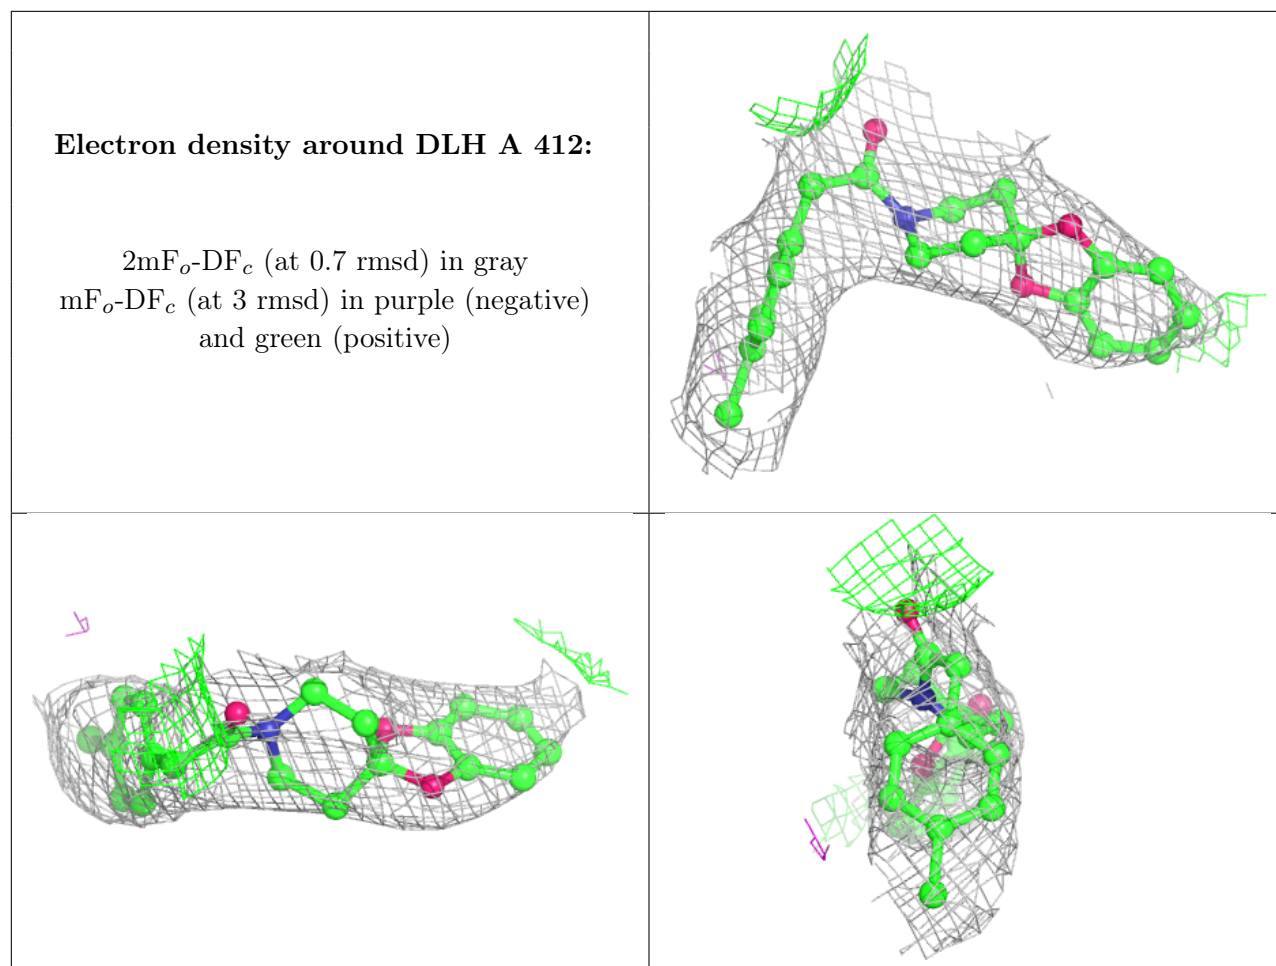 Electron density around DLH A 412:
2mFo-DFc (at 0.7 rmsd) in gray
mFo-DFc (at 3 rmsd) in purple (negative)
and green (positive)